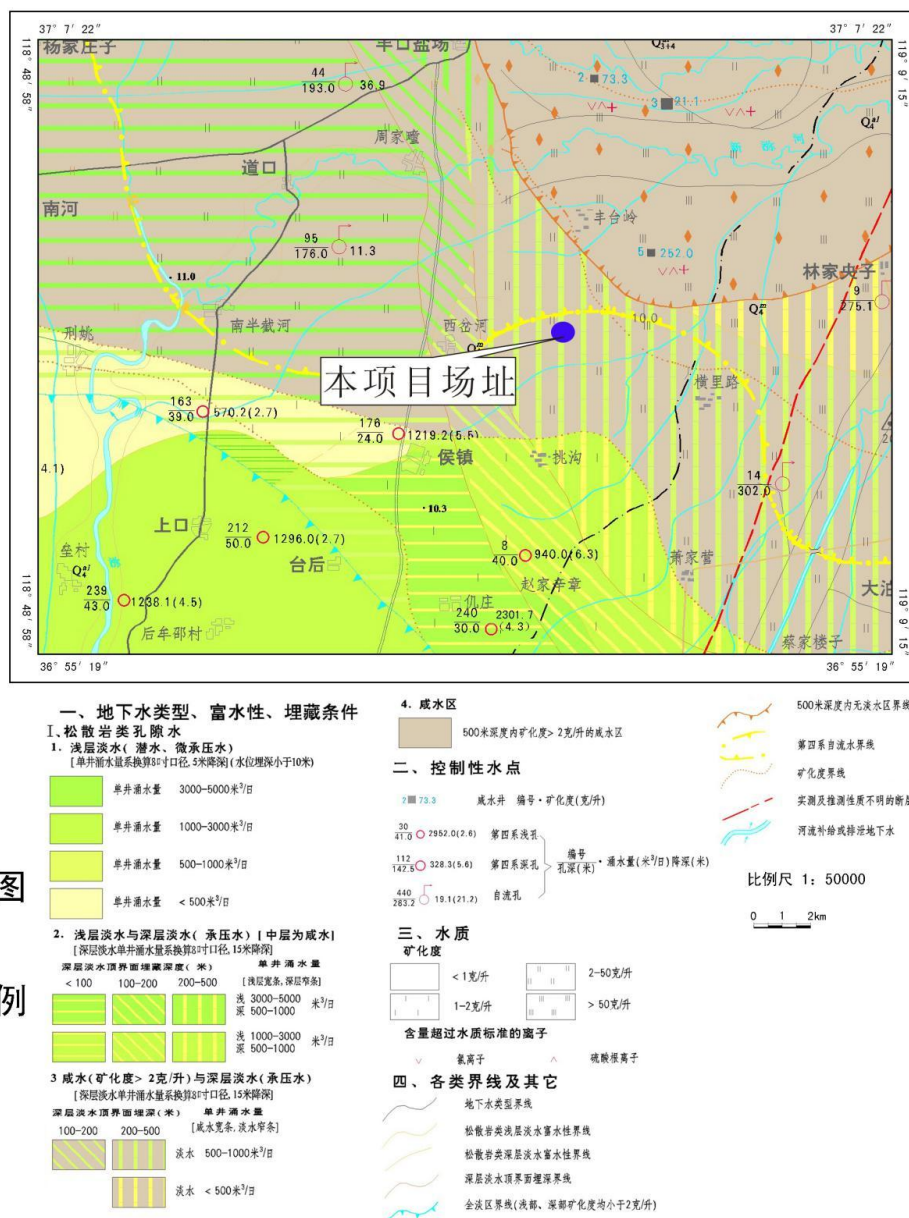 37° 7′ 22″
37° 7′ 22″
118° 48′ 58″
119° 9′ 15″
杨家庄子
羊口盐场
44
193.0
36.9
2
73.3
3
91.1
周家疃
道口
南河
95
176.0
11.3
丰台岭
5
252.0
林家央子
9
275.1
11.0
南半截河
西岔河
10.0
本项目场址
邢姚
横里路
163
39.0
570.2(2.7)
176
24.0
1219.2(5.5)
侯镇
挑沟
4.1)
10.3
14
302.0
上口
212
50.0
1296.0(2.7)
台后
8
40.0
940.0(6.3)
赵家辛章
萧家营
垒村
大沽
239
43.0
1238.1(4.5)
仉庄
240
30.0
2301.7
(4.3)
后牟邵村
蔡家楼子
118° 48′ 58″
119° 9′ 15″
36° 55′ 19″
36° 55′ 19″
图
例
一、地下水类型、富水性、埋藏条件
I、松散岩类孔隙水
1. 浅层淡水( 潜水、微承压水)
[单井涌水量系换算8吋口径,5米降深](水位埋深小于10米)
单井涌水量 3000-5000米³/日
单井涌水量 1000-3000米³/日
单井涌水量 500-1000米³/日
单井涌水量 < 500米³/日
2. 浅层淡水与深层淡水( 承压水) [中层为咸水]
[深层淡水单井涌水量系换算8吋口径,15米降深]
深层淡水顶界面埋藏深度( 米) 单井涌水量
< 100 100-200 200-500 [浅层宽条,深层窄条]
浅 3000-5000 米³/日
深 500-1000
浅 1000-3000 米³/日
深 500-1000
3 咸水(矿化度> 2克/升)与深层淡水(承压水)
[深层淡水单井涌水量系换算8吋口径,15米降深]
深层淡水顶界面埋深(米) 单井涌水量
100-200 200-500 [咸水宽条,淡水窄条]
淡水 500-1000米³/日
淡水 < 500米³/日
4. 咸水区
500米深度内矿化度> 2克/升的咸水区
二、控制性水点
2 73.3 咸水井 编号·矿化度(克/升)
30
41.0 2952.0(2.6) 第四系浅孔
112
142.5 328.3(5.6) 第四系深孔
编号
孔深(米) ·涌水量(米³/日)降深(米)
440
263.2 19.1(21.2) 自流孔
三、水质
矿化度
< 1克/升 2-50克/升
1-2克/升 > 50克/升
含量超过水质标准的离子
氯离子 硫酸根离子
四、各类界线及其它
地下水类型界线
松散岩类浅层淡水富水性界线
松散岩类深层淡水富水性界线
深层淡水顶界面埋深界线
全淡区界线(浅部、深部矿化度均小于2克/升)
500米深度内无淡水区界线
第四系自流水界线
矿化度界线
实测及推测性质不明的断层
河流补给或排泄地下水
比例尺 1: 50000
0 1 2km